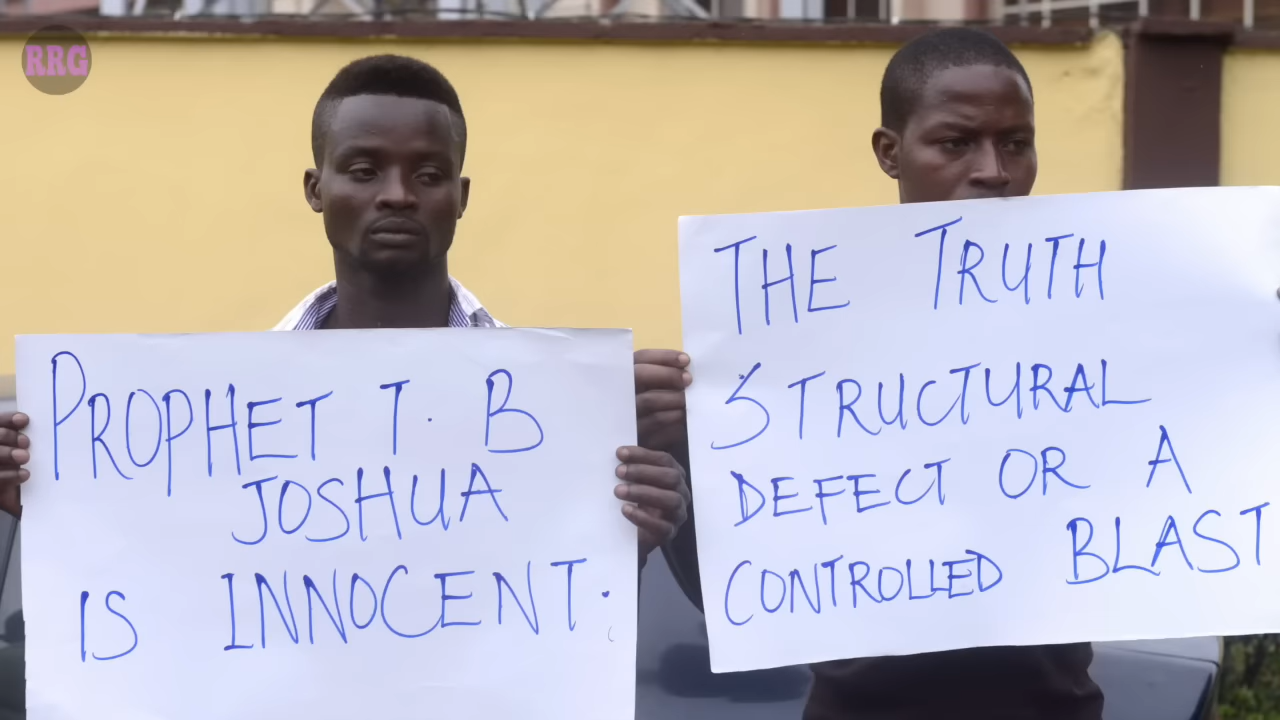 RRG
PROPHET T. B
JOSHUA
IS INNOCENT.
THE TRUTH
STRUCTURAL
DEFECT OR A
CONTROLLED BLAST